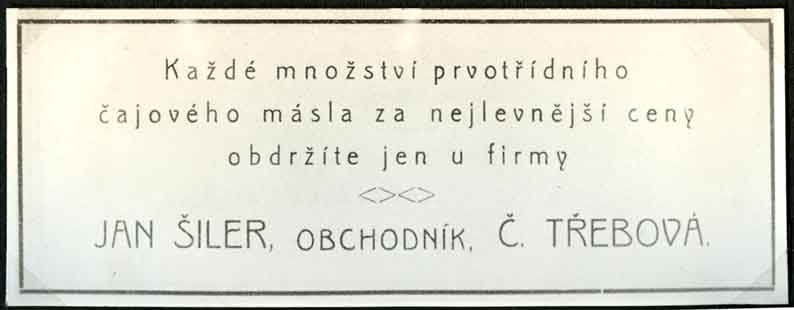 Každé množství prvotřídního
čajového másla za nejlevnější ceny
obdržíte jen u firmy
<><>
JAN ŠILER, OBCHODNÍK, Č. TŘEBOVÁ.